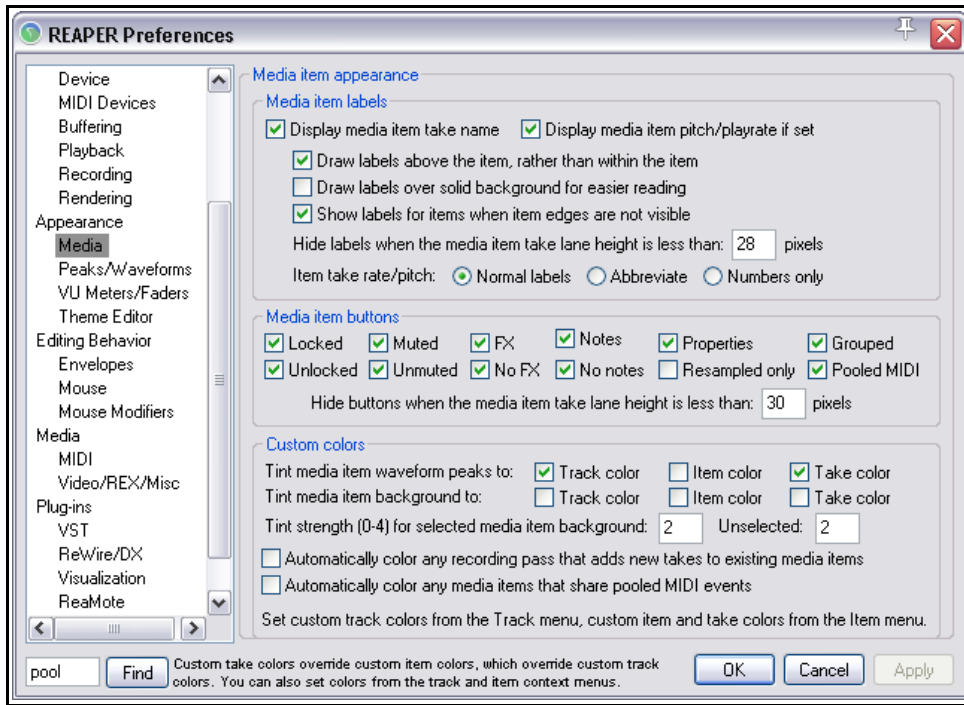 REAPER Preferences
Device
MIDI Devices
Buffering
Playback
Recording
Rendering
Appearance
Media
Peaks/Waveforms
VU Meters/Faders
Theme Editor
Editing Behavior
Envelopes
Mouse
Mouse Modifiers
Media
MIDI
Video/REX/Misc
Plug-ins
VST
ReWire/DX
Visualization
ReaMote
Media item appearance
Media item labels
Display media item take name Display media item pitch/playrate if set
Draw labels above the item, rather than within the item
Draw labels over solid background for easier reading
Show labels for items when item edges are not visible
Hide labels when the media item take lane height is less than: 28 pixels
Item take rate/pitch: Normal labels Abbreviate Numbers only
Media item buttons
Locked Muted FX Notes Properties Grouped
Unlocked Unmuted No FX No notes Resampled only Pooled MIDI
Hide buttons when the media item take lane height is less than: 30 pixels
Custom colors
Tint media item waveform peaks to: Track color Item color Take color
Tint media item background to: Track color Item color Take color
Tint strength (0-4) for selected media item background: 2 Unselected: 2
Automatically color any recording pass that adds new takes to existing media items
Automatically color any media items that share pooled MIDI events
Set custom track colors from the Track menu, custom item and take colors from the Item menu.
pool Find Custom take colors override custom item colors, which override custom track
colors. You can also set colors from the track and item context menus.
OK Cancel Apply